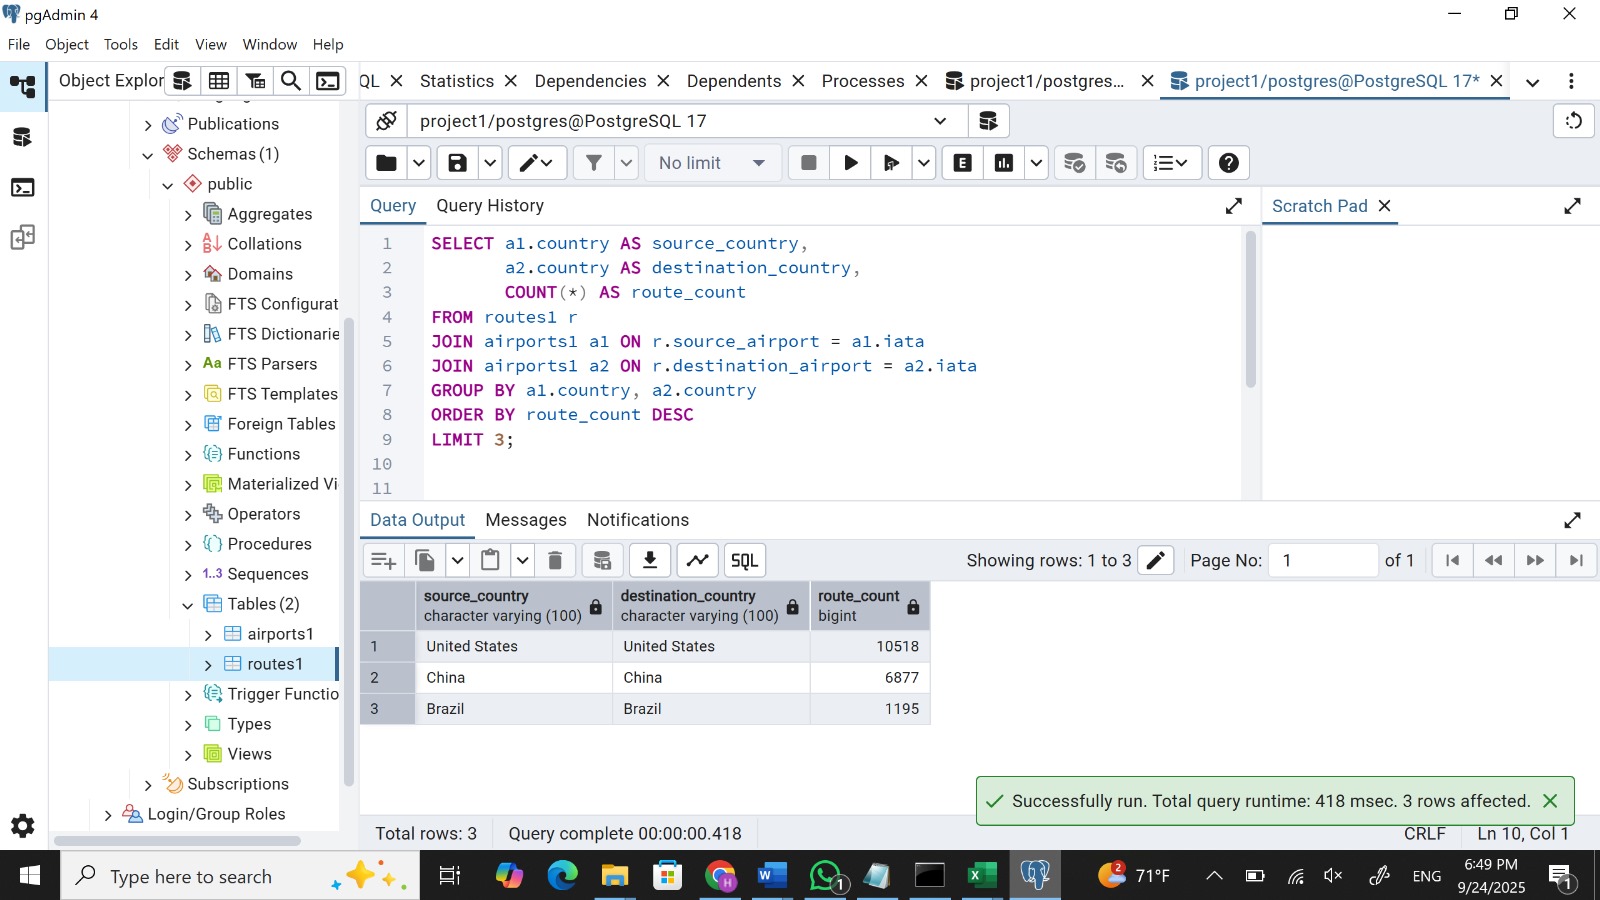 pgAdmin 4
File Object Tools Edit View Window Help
Object Explor
QL Statistics Dependencies Dependents Processes project1/postgres... project1/postgres@PostgreSQL 17*
project1/postgres@PostgreSQL 17
No limit
E
Query Query History
Scratch Pad
1 SELECT a1.country AS source_country,
2 a2.country AS destination_country,
3 COUNT(*) AS route_count
4 FROM routes1 r
5 JOIN airports1 a1 ON r.source_airport = a1.iata
6 JOIN airports1 a2 ON r.destination_airport = a2.iata
7 GROUP BY a1.country, a2.country
8 ORDER BY route_count DESC
9 LIMIT 3;
10
11
Publications
Schemas (1)
public
Aggregates
Collations
Domains
FTS Configurat
FTS Dictionarie
Aa FTS Parsers
FTS Templates
Foreign Tables
Functions
Materialized Vi
Operators
Procedures
1..3 Sequences
Tables (2)
airports1
routes1
Trigger Functio
Types
Views
Subscriptions
Login/Group Roles
Data Output Messages Notifications
SQL
Showing rows: 1 to 3 Page No: 1 of 1
source_country destination_country route_count
character varying (100) character varying (100) bigint
1 United States United States 10518
2 China China 6877
3 Brazil Brazil 1195
Successfully run. Total query runtime: 418 msec. 3 rows affected.
Total rows: 3 Query complete 00:00:00.418 CRLF Ln 10, Col 1
Type here to search
H
1
2
71°F
ENG
6:49 PM
9/24/2025
1